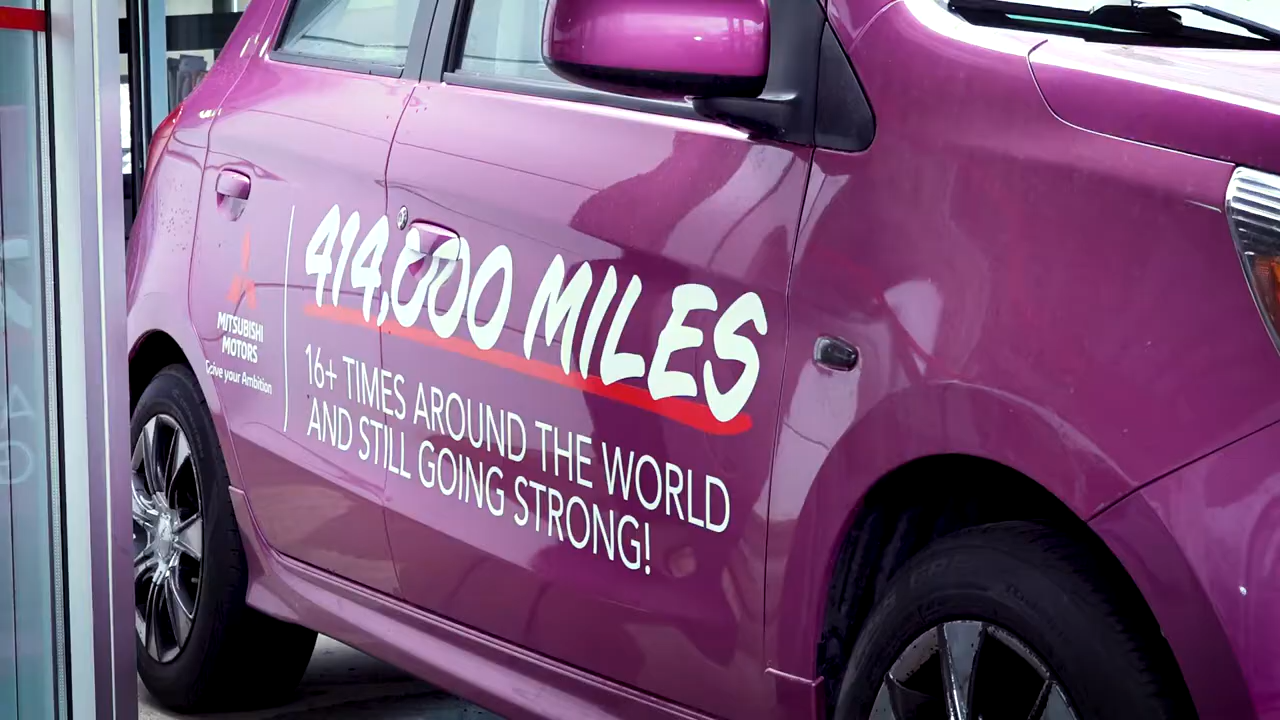 MITSUBISHI
MOTORS
Drive your Ambition
414,000 MILES
16+ TIMES AROUND THE WORLD
AND STILL GOING STRONG!